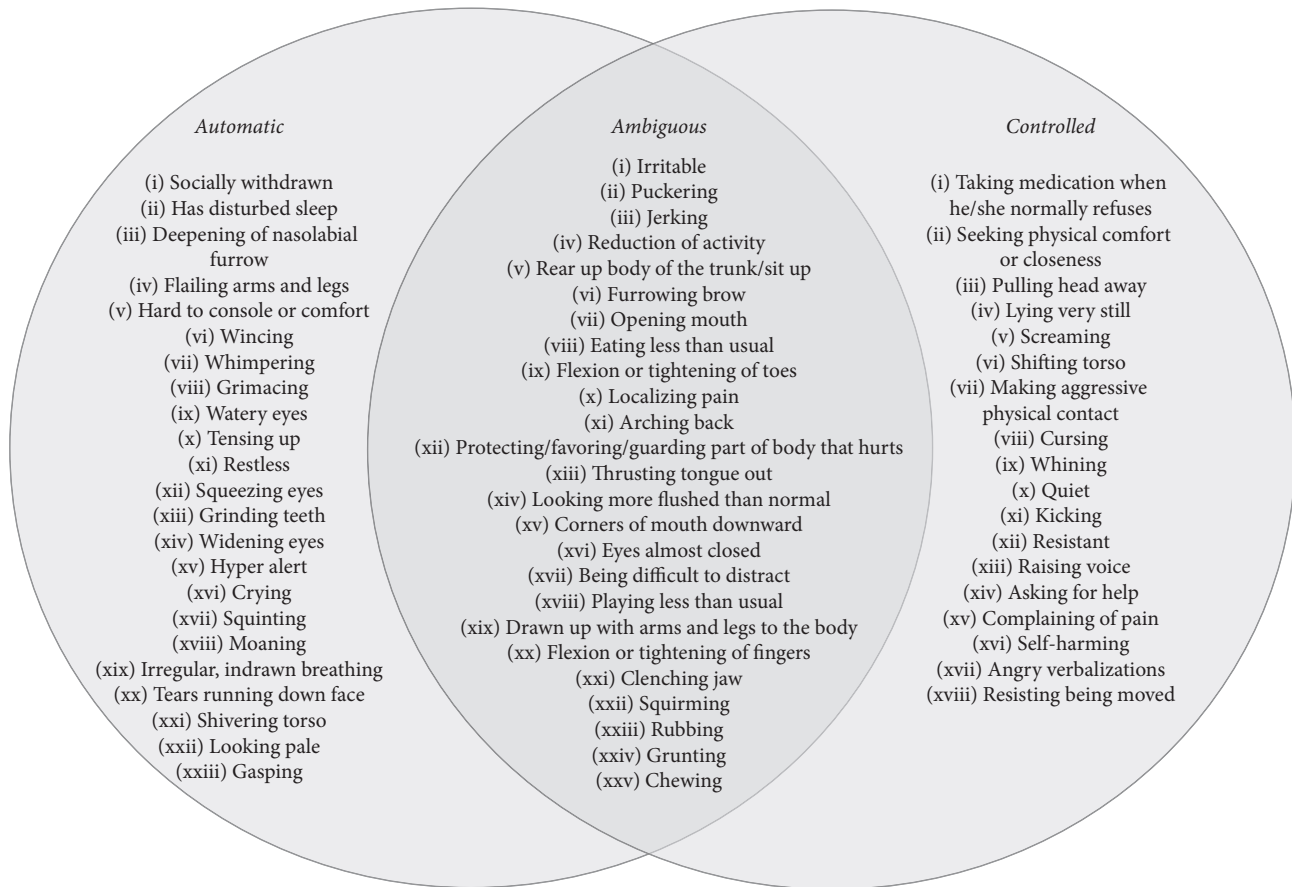 Automatic
(i) Socially withdrawn
(ii) Has disturbed sleep
(iii) Deepening of nasolabial
furrow
(iv) Flailing arms and legs
(v) Hard to console or comfort
(vi) Wincing
(vii) Whimpering
(viii) Grimacing
(ix) Watery eyes
(x) Tensing up
(xi) Restless
(xii) Squeezing eyes
(xiii) Grinding teeth
(xiv) Widening eyes
(xv) Hyper alert
(xvi) Crying
(xvii) Squinting
(xviii) Moaning
(xix) Irregular, indrawn breathing
(xx) Tears running down face
(xxi) Shivering torso
(xxii) Looking pale
(xxiii) Gasping
Ambiguous
(i) Irritable
(ii) Puckering
(iii) Jerking
(iv) Reduction of activity
(v) Rear up body of the trunk/sit up
(vi) Furrowing brow
(vii) Opening mouth
(viii) Eating less than usual
(ix) Flexion or tightening of toes
(x) Localizing pain
(xi) Arching back
(xii) Protecting/favoring/guarding part of body that hurts
(xiii) Thrusting tongue out
(xiv) Looking more flushed than normal
(xv) Corners of mouth downward
(xvi) Eyes almost closed
(xvii) Being difficult to distract
(xviii) Playing less than usual
(xix) Drawn up with arms and legs to the body
(xx) Flexion or tightening of fingers
(xxi) Clenching jaw
(xxii) Squirming
(xxiii) Rubbing
(xxiv) Grunting
(xxv) Chewing
Controlled
(i) Taking medication when
he/she normally refuses
(ii) Seeking physical comfort
or closeness
(iii) Pulling head away
(iv) Lying very still
(v) Screaming
(vi) Shifting torso
(vii) Making aggressive
physical contact
(viii) Cursing
(ix) Whining
(x) Quiet
(xi) Kicking
(xii) Resistant
(xiii) Raising voice
(xiv) Asking for help
(xv) Complaining of pain
(xvi) Self-harming
(xvii) Angry verbalizations
(xviii) Resisting being moved